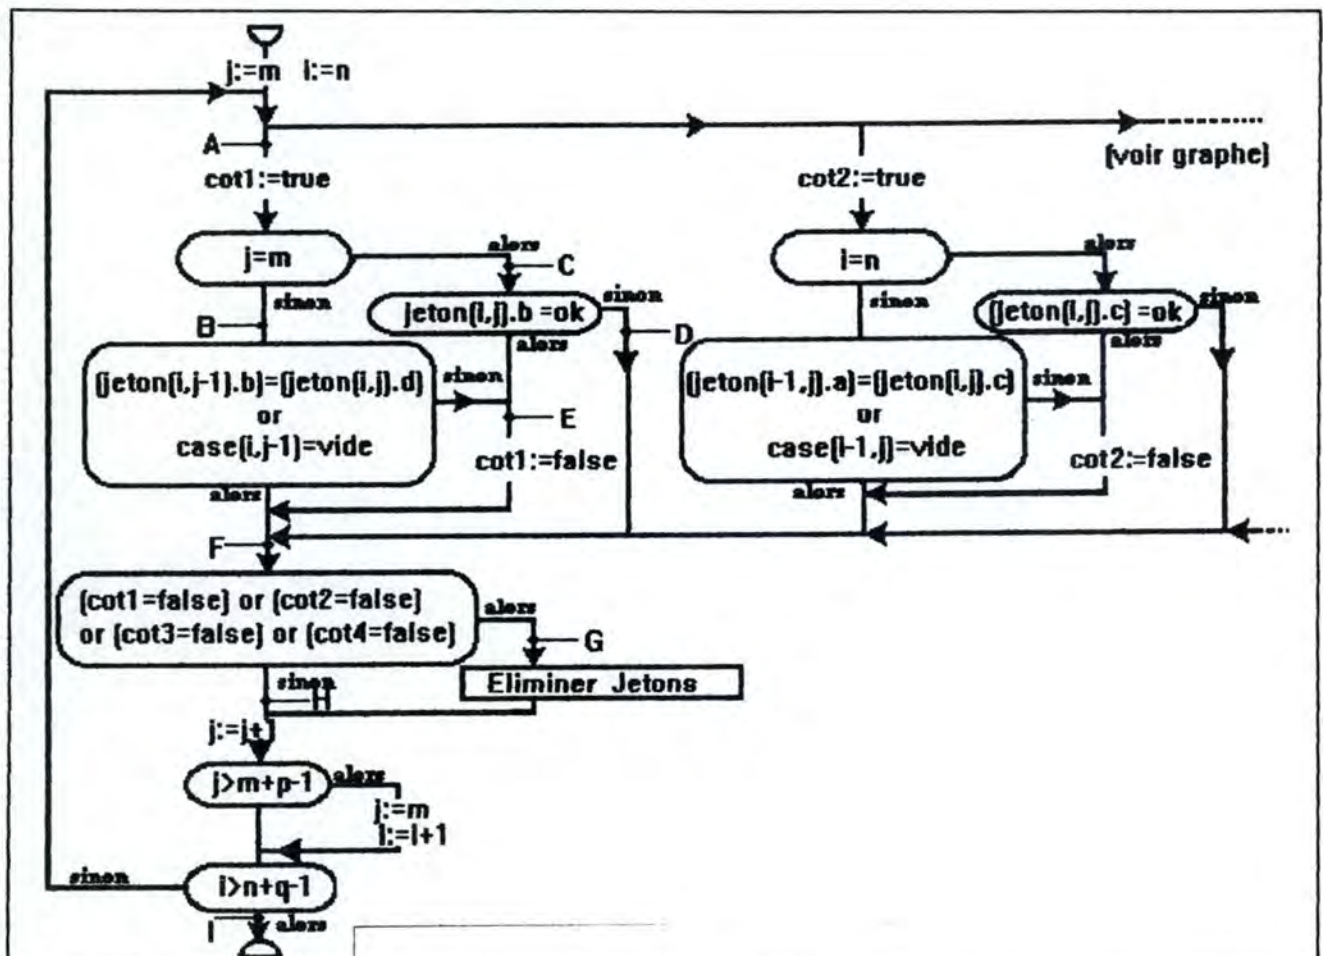 j:=m i:=n
A
(voir graphe)
cot1:=true
cot2:=true
j=m
alors
C
i=n
alors
sinon
jeton(i,j).b =ok
sinon
sinon
(jeton(i,j).c) =ok
sinon
B
alors
D
alors
(jeton(i,j-1).b)=(jeton(i,j).d)
or
case(i,j-1)=vide
sinon
E
cot1:=false
(jeton(i-1,j).a)=(jeton(i,j).c)
or
case(i-1,j)=vide
sinon
cot2:=false
alors
alors
F
(cot1=false) or (cot2=false)
or (cot3=false) or (cot4=false)
alors
G
sinon
H
Eliminer Jetons
j:=j+
j>m+p-1
alors
j:=m
i:=i+1
sinon
i>n+q-1
I
alors